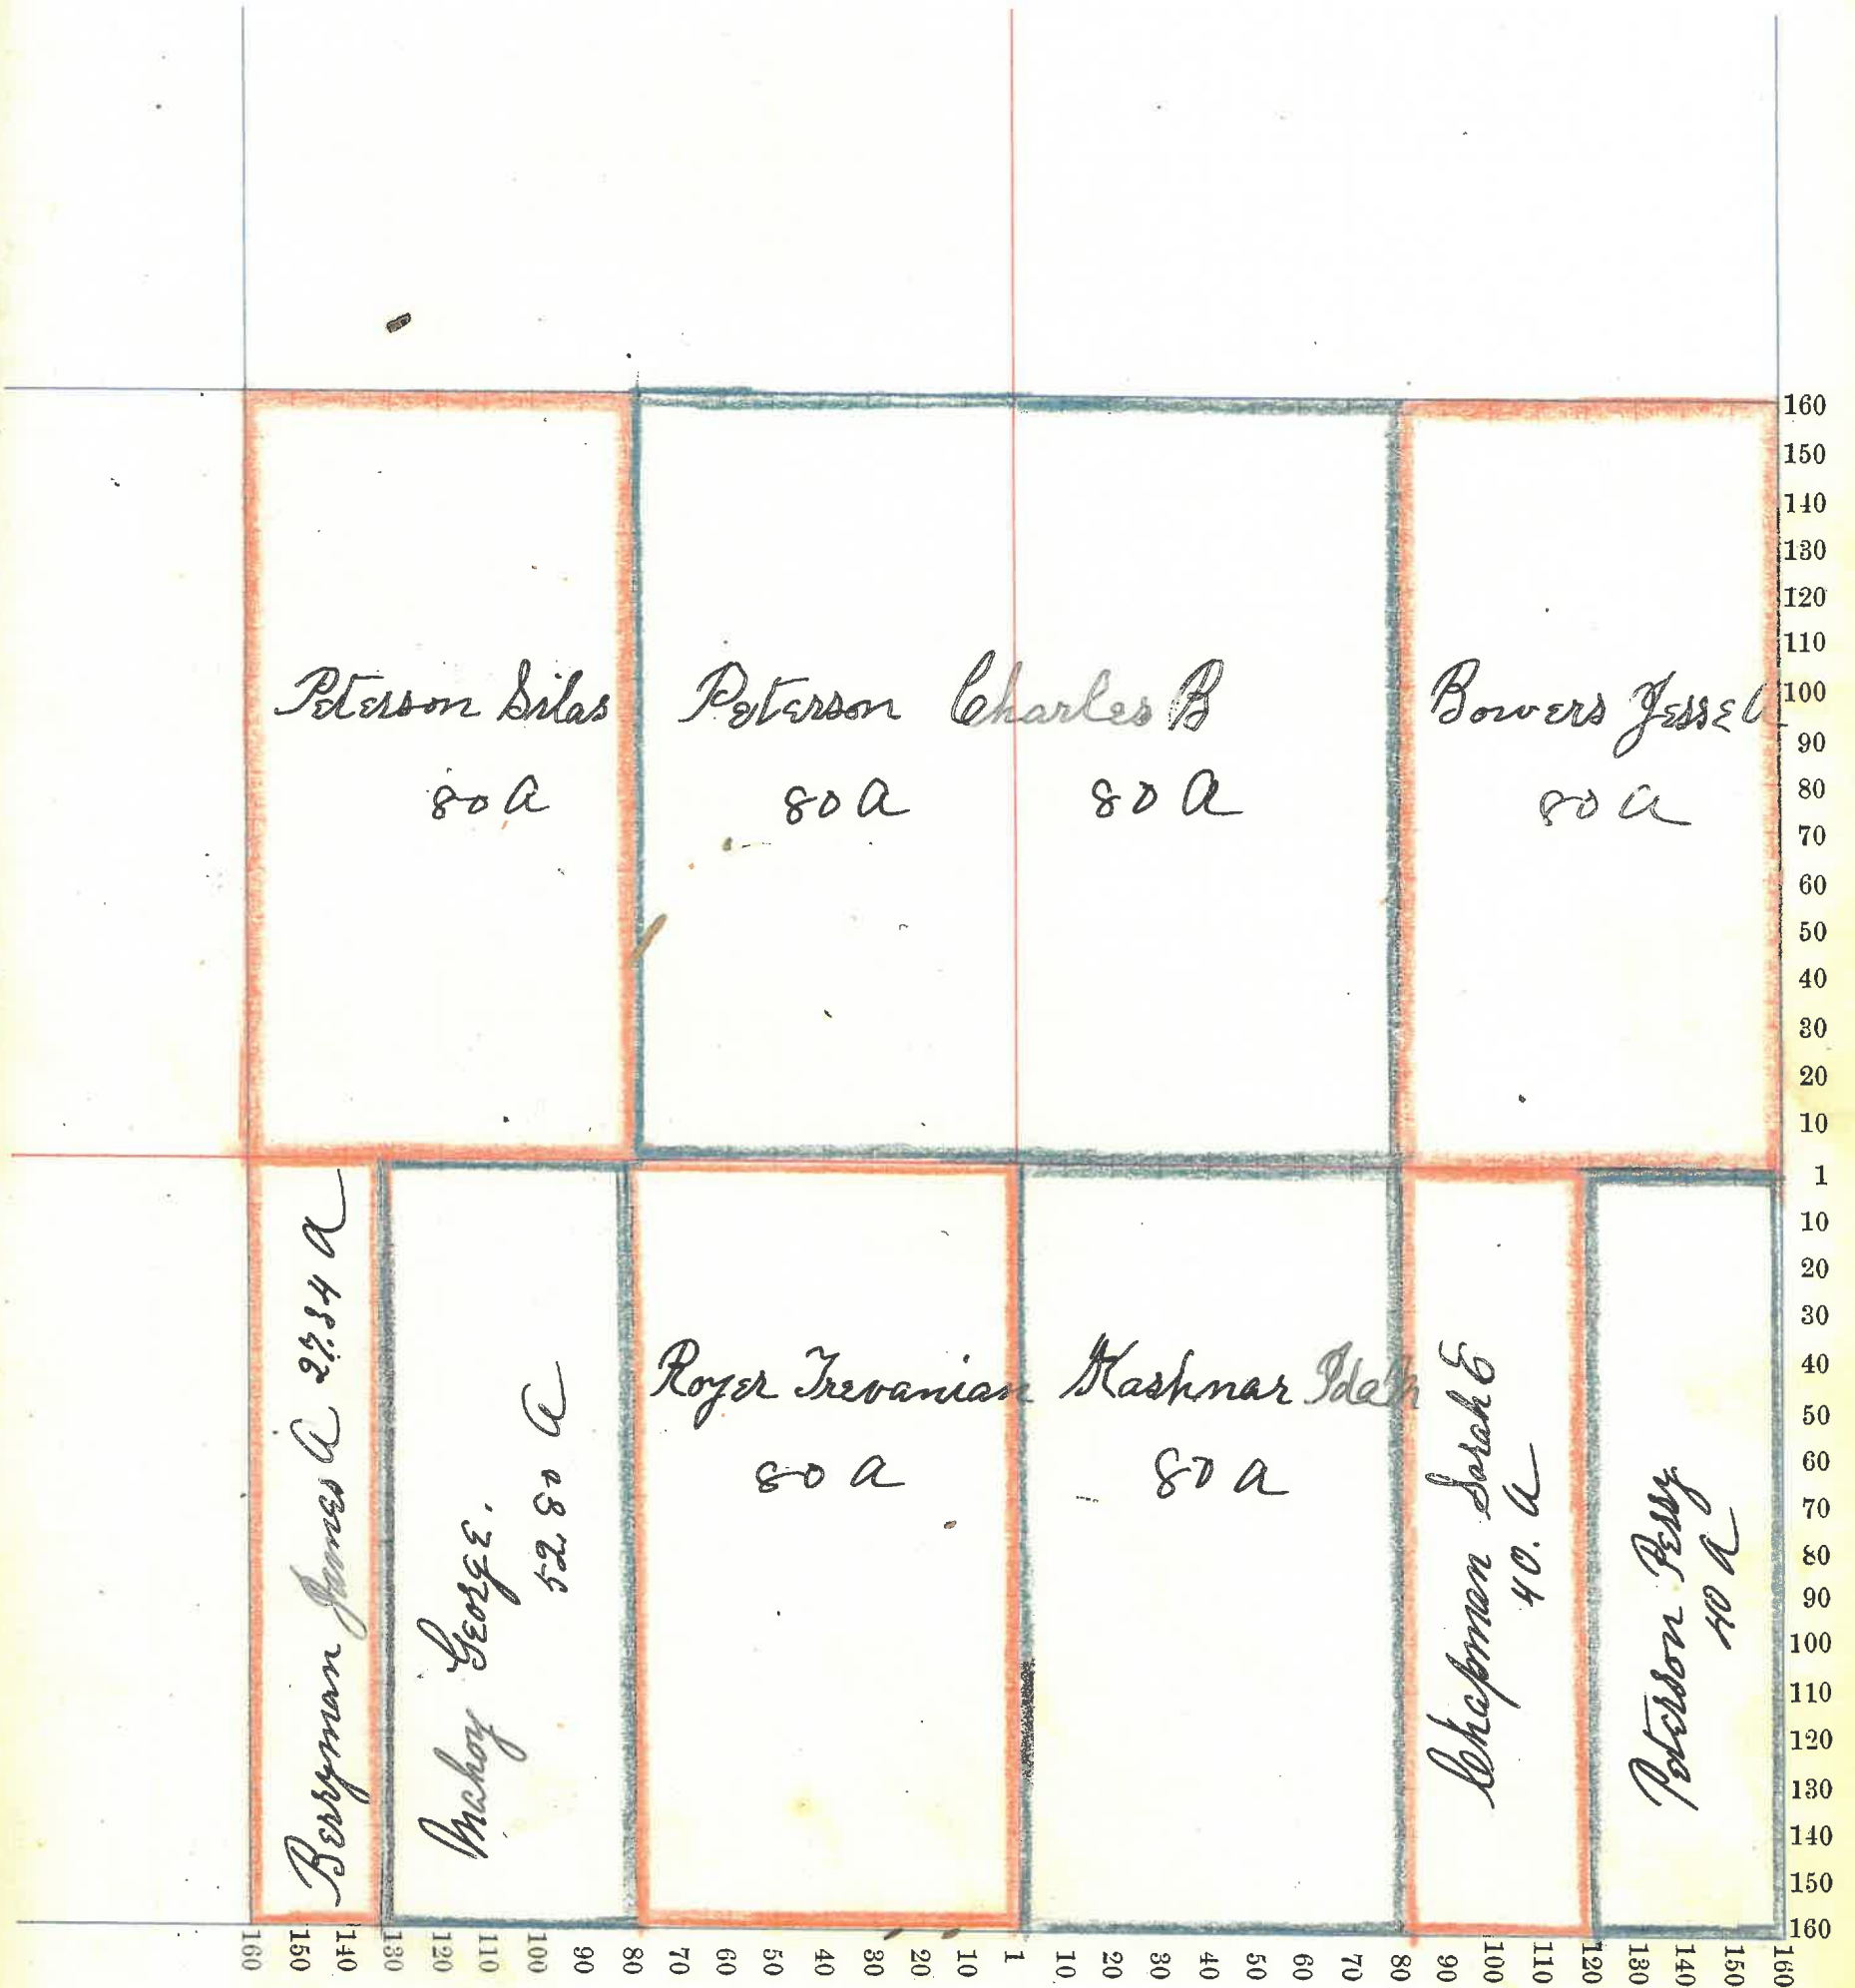 Peterson Silas
80 A
Peterson Charles B
80 A 80 A
Bowers Jesse A
80 A
160
150
140
130
120
110
100
90
80
70
60
50
40
30
20
10
1
10
20
30
40
50
60
70
80
90
100
110
120
130
140
150
160
Berryman James A 27.34 A
Mahoy George.
52.80 A
Royer Trevanian
80 A
Kashnar Ida M
80 A
Chapman Sarah E
40. A
Peterson Perry
40 A
160 150 140 130 120 110 100 90 80 70 60 50 40 30 20 10 1 10 20 30 40 50 60 70 80 90 100 110 120 130 140 150 160